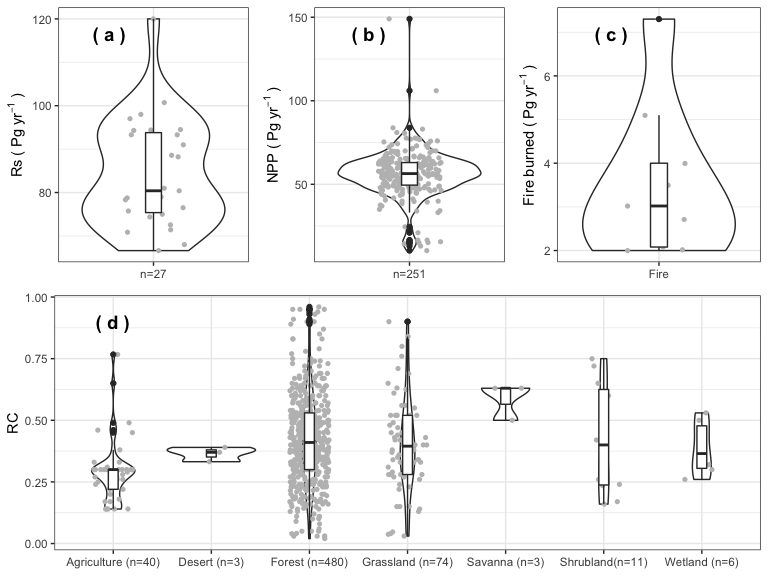 ( a )
Rs ( Pg yr⁻¹ )
120
100
80
n=27
( b )
NPP ( Pg yr⁻¹ )
150
100
50
n=251
( c )
Fire burned ( Pg yr⁻¹ )
6
4
2
Fire
( d )
RC
1.00
0.75
0.50
0.25
0.00
Agriculture (n=40) Desert (n=3) Forest (n=480) Grassland (n=74) Savanna (n=3) Shrubland(n=11) Wetland (n=6)